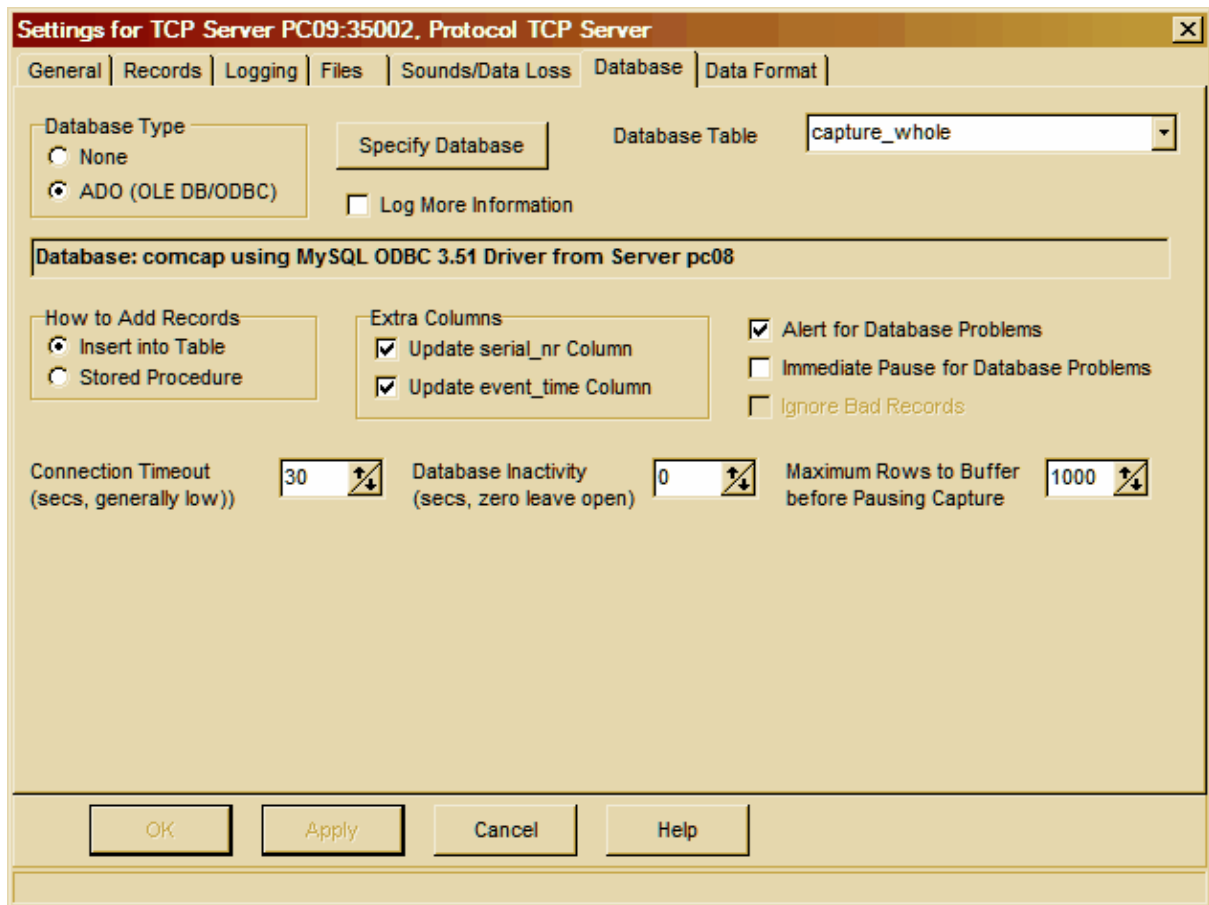 Settings for TCP Server PC09:35002, Protocol TCP Server
General Records Logging Files Sounds/Data Loss Database Data Format
Database Type
None
ADO (OLE DB/ODBC)
Specify Database
Log More Information
Database Table capture_whole
Database: comcap using MySQL ODBC 3.51 Driver from Server pc08
How to Add Records
Insert into Table
Stored Procedure
Extra Columns
Update serial_nr Column
Update event_time Column
Alert for Database Problems
Immediate Pause for Database Problems
Ignore Bad Records
Connection Timeout
(secs, generally low))
30
Database Inactivity
(secs, zero leave open)
0
Maximum Rows to Buffer
before Pausing Capture
1000
OK Apply Cancel Help